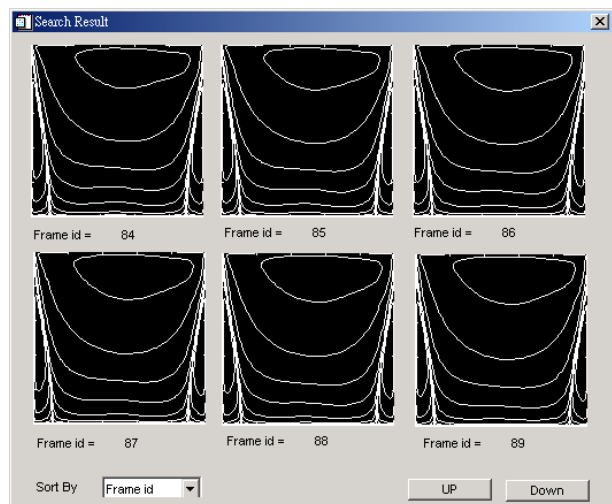 Search Result
Frame id = 84
Frame id = 85
Frame id = 86
Frame id = 87
Frame id = 88
Frame id = 89
Sort By Frame id UP Down